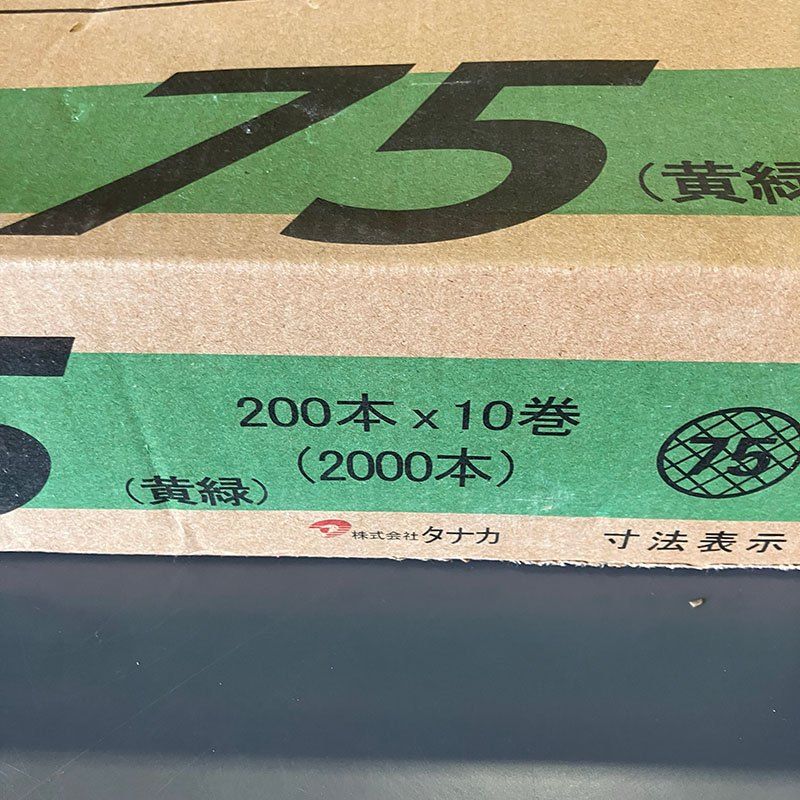 75
(黄緑
200本 x 10巻
(2000本)
75
(黄緑)
株式会社 タナカ
寸法表示